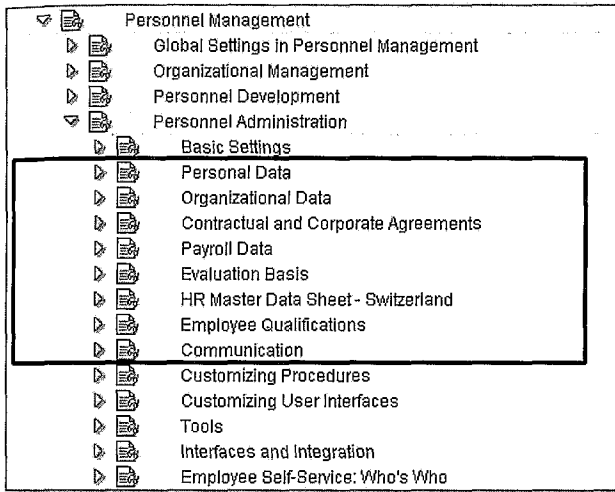 Personnel Management
Global Settings in Personnel Management
Organizational Management
Personnel Development
Personnel Administration
Basic Settings
Personal Data
Organizational Data
Contractual and Corporate Agreements
Payroll Data
Evaluation Basis
HR Master Data Sheet - Switzerland
Employee Qualifications
Communication
Customizing Procedures
Customizing User Interfaces
Tools
Interfaces and Integration
Employee Self-Service: Who's Who